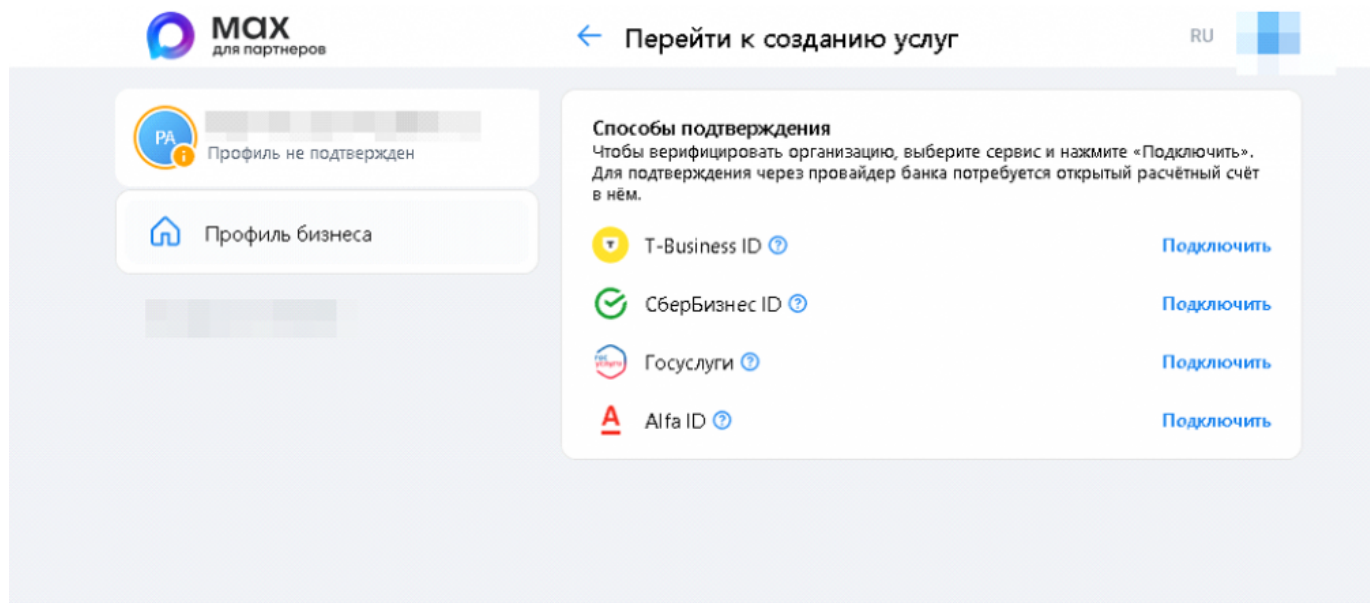 мах
для партнеров
Перейти к созданию услуг
RU
РА
Профиль не подтвержден
Профиль бизнеса
Способы подтверждения
Чтобы верифицировать организацию, выберите сервис и нажмите «Подключить».
Для подтверждения через провайдер банка потребуется открытый расчётный счёт
в нём.
T-Business ID
Подключить
СберБизнес ID
Подключить
Госуслуги
Подключить
Alfa ID
Подключить